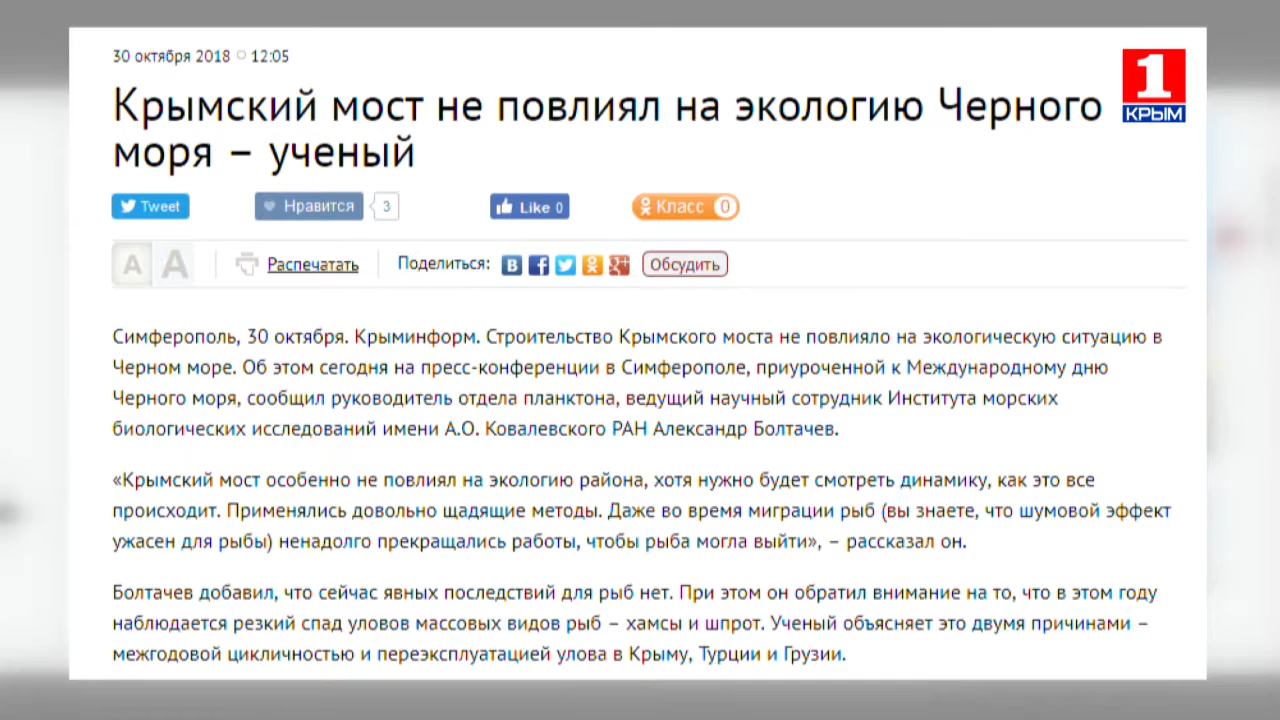 30 октября 2018 12:05
1
КРЫМ
Крымский мост не повлиял на экологию Черного
моря – ученый
Tweet
Нравится 3
Like 0
Класс 0
A A
Распечатать
Поделиться:
Обсудить
Симферополь, 30 октября. Крыминформ. Строительство Крымского моста не повлияло на экологическую ситуацию в
Черном море. Об этом сегодня на пресс-конференции в Симферополе, приуроченной к Международному дню
Черного моря, сообщил руководитель отдела планктона, ведущий научный сотрудник Института морских
биологических исследований имени А.О. Ковалевского РАН Александр Болтачев.
«Крымский мост особенно не повлиял на экологию района, хотя нужно будет смотреть динамику, как это все
происходит. Применялись довольно щадящие методы. Даже во время миграции рыб (вы знаете, что шумовой эффект
ужасен для рыбы) ненадолго прекращались работы, чтобы рыба могла выйти», – рассказал он.
Болтачев добавил, что сейчас явных последствий для рыб нет. При этом он обратил внимание на то, что в этом году
наблюдается резкий спад уловов массовых видов рыб – хамсы и шпрот. Ученый объясняет это двумя причинами –
межгодовой цикличностью и переэксплуатацией улова в Крыму, Турции и Грузии.